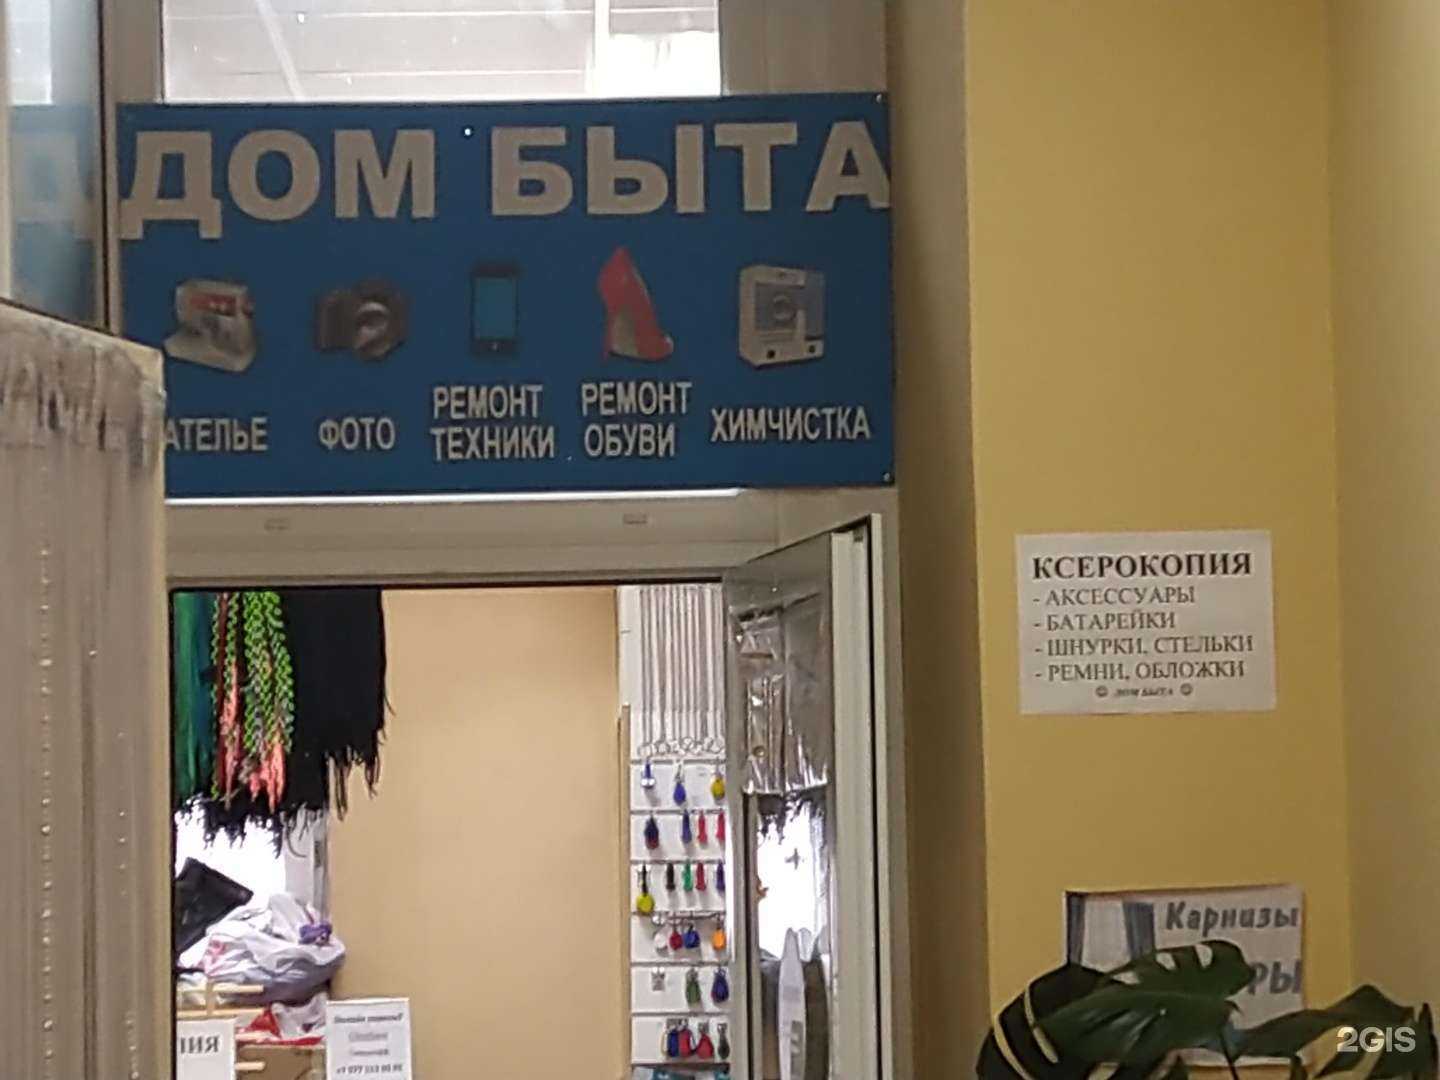 ДОМ БЫТА
АТЕЛЬЕ
ФОТО
РЕМОНТ
ТЕХНИКИ
РЕМОНТ
ОБУВИ
ХИМЧИСТКА
КСЕРОКОПИЯ
- АКСЕССУАРЫ
- БАТАРЕЙКИ
- ШНУРКИ, СТЕЛЬКИ
- РЕМНИ, ОБЛОЖКИ
☺ ДОМ БЫТА ☺
Карнизы
2GIS